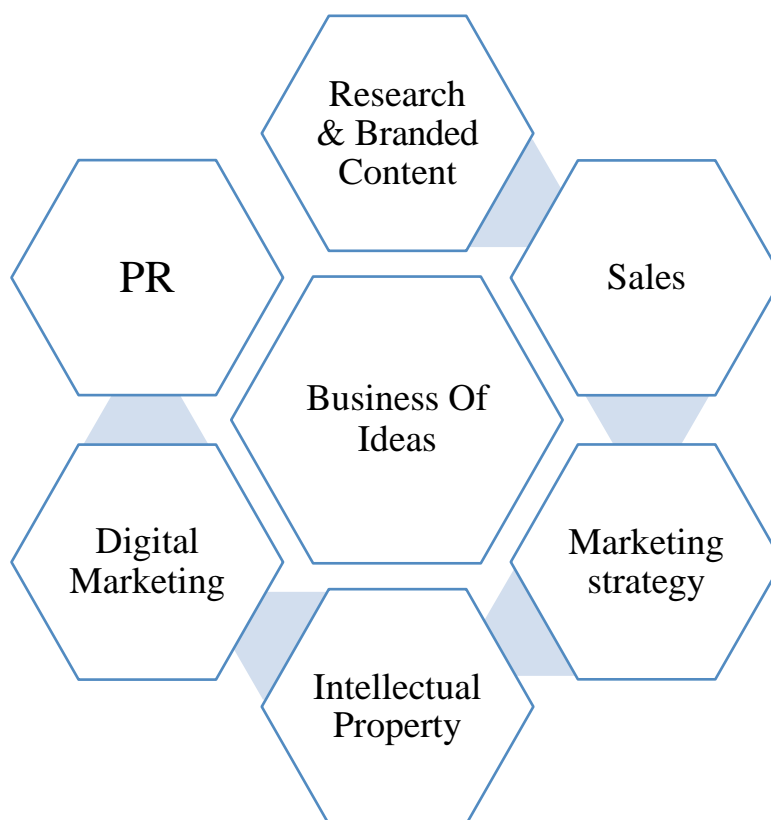 Research
& Branded
Content
PR
Sales
Business Of
Ideas
Digital
Marketing
Marketing
strategy
Intellectual
Property